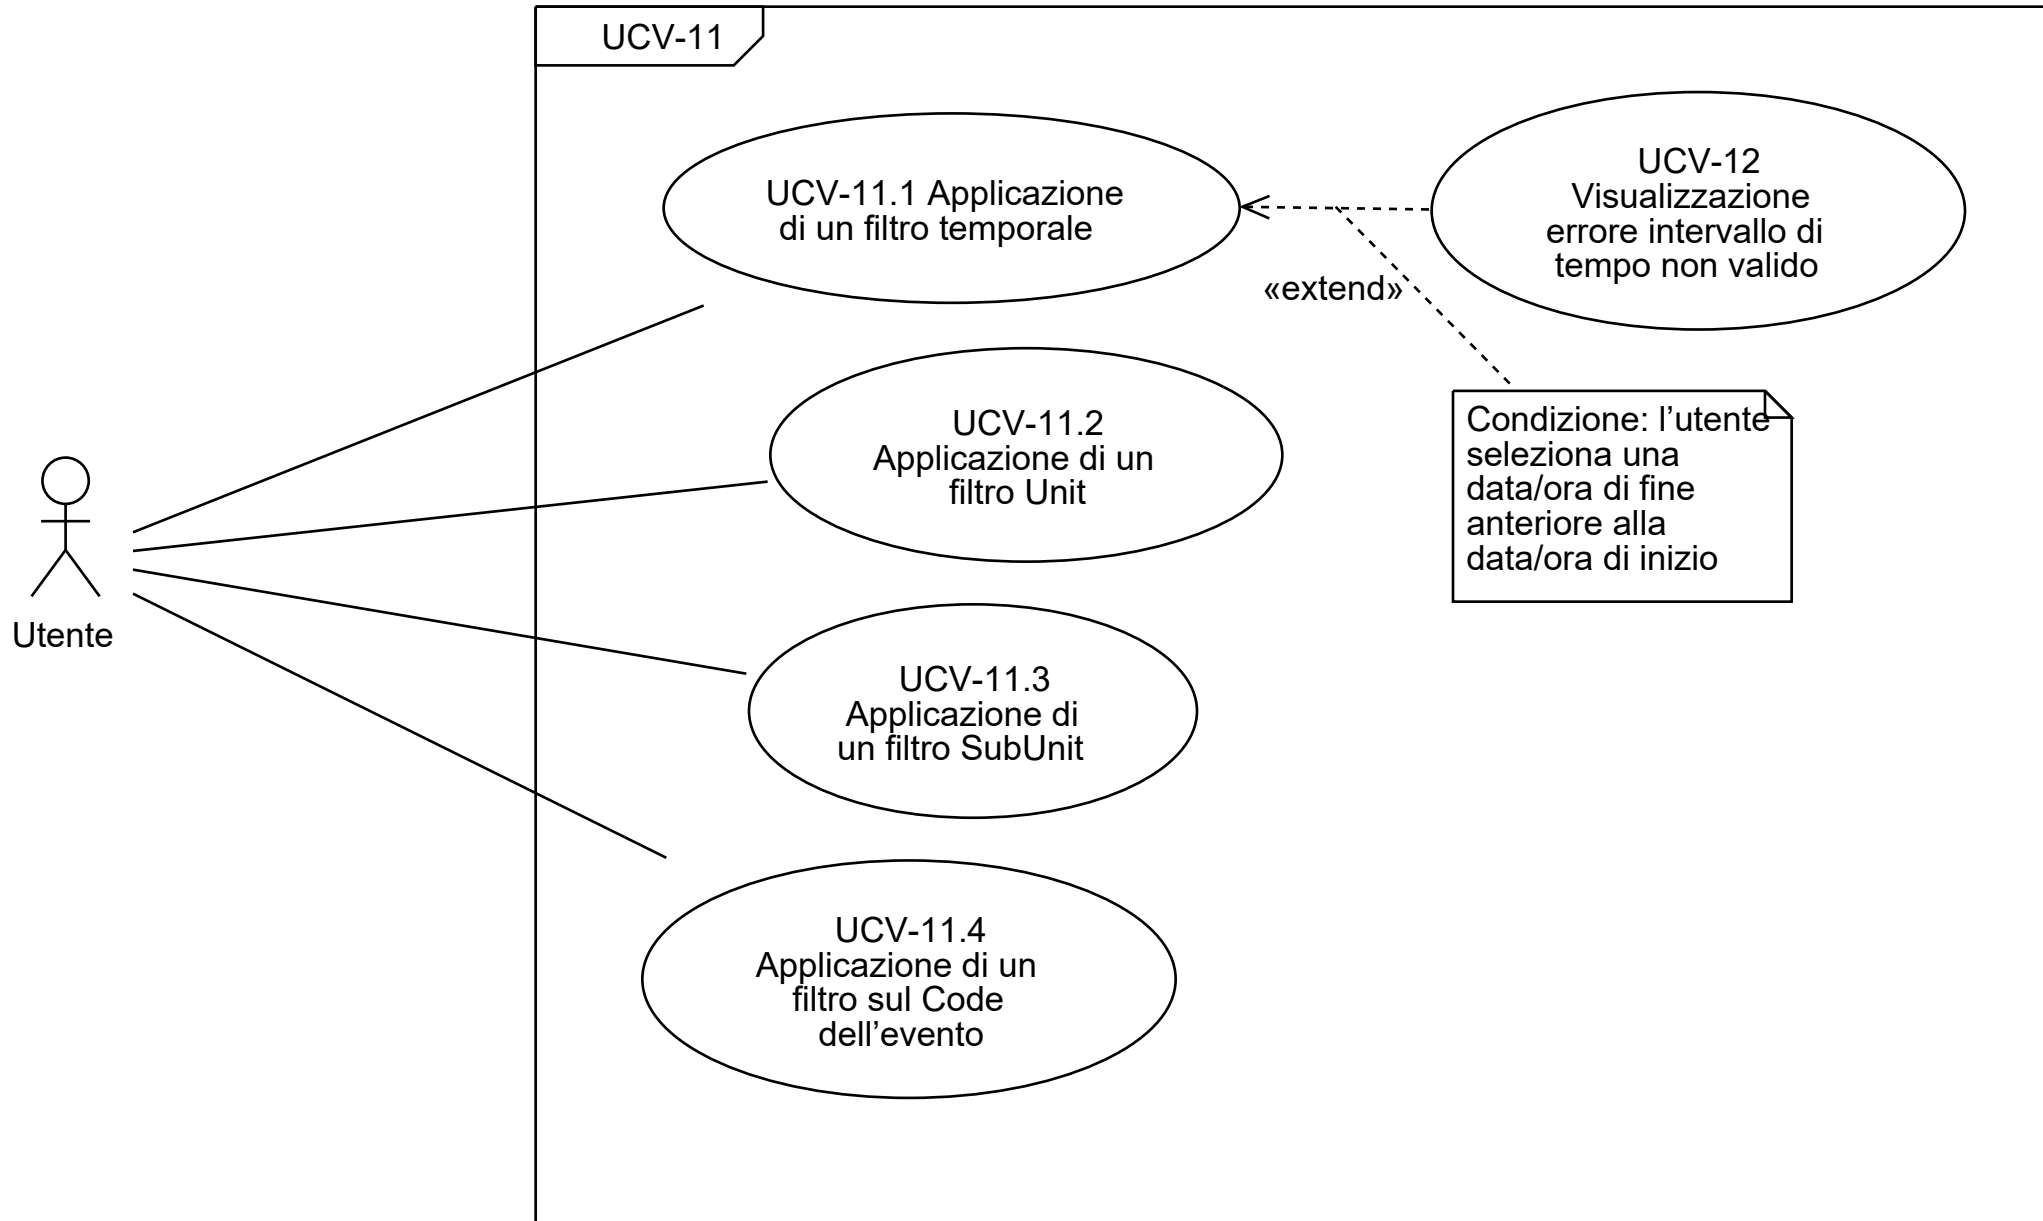 UCV-11
UCV-11.1 Applicazione
di un filtro temporale
UCV-12
Visualizzazione
errore intervallo di
tempo non valido
«extend»
UCV-11.2
Applicazione di un
filtro Unit
Condizione: l’utente
seleziona una
data/ora di fine
anteriore alla
data/ora di inizio
Utente
UCV-11.3
Applicazione di
un filtro SubUnit
UCV-11.4
Applicazione di un
filtro sul Code
dell’evento